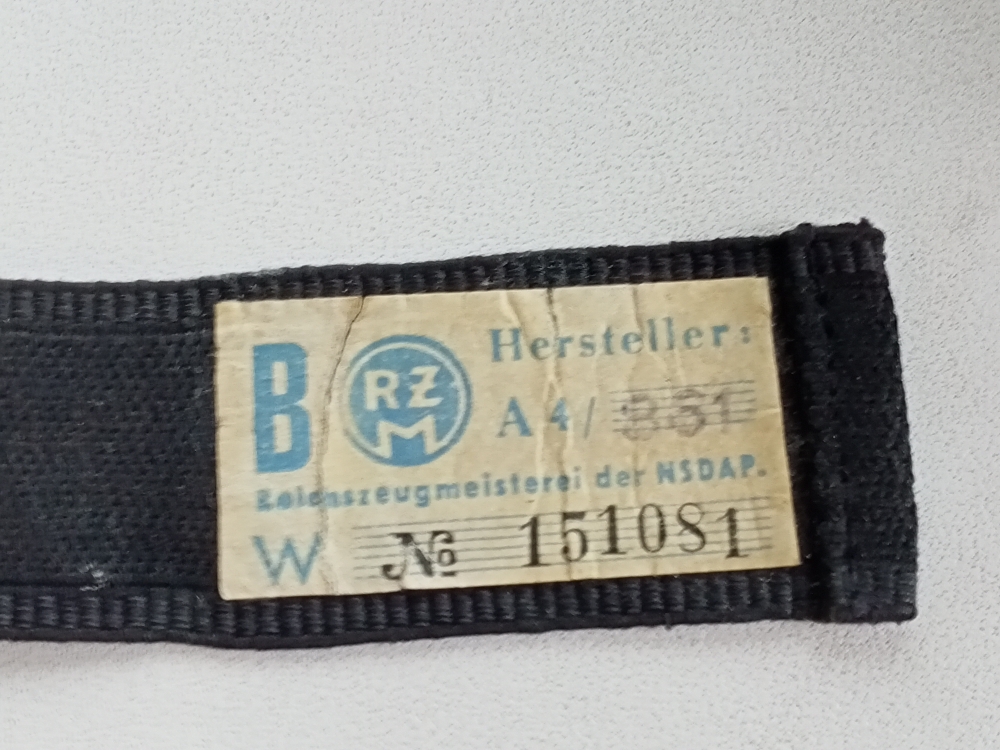 B RZM Hersteller:
A 4/ 
Reichszeugmeisterei der NSDAP.
W № 151081